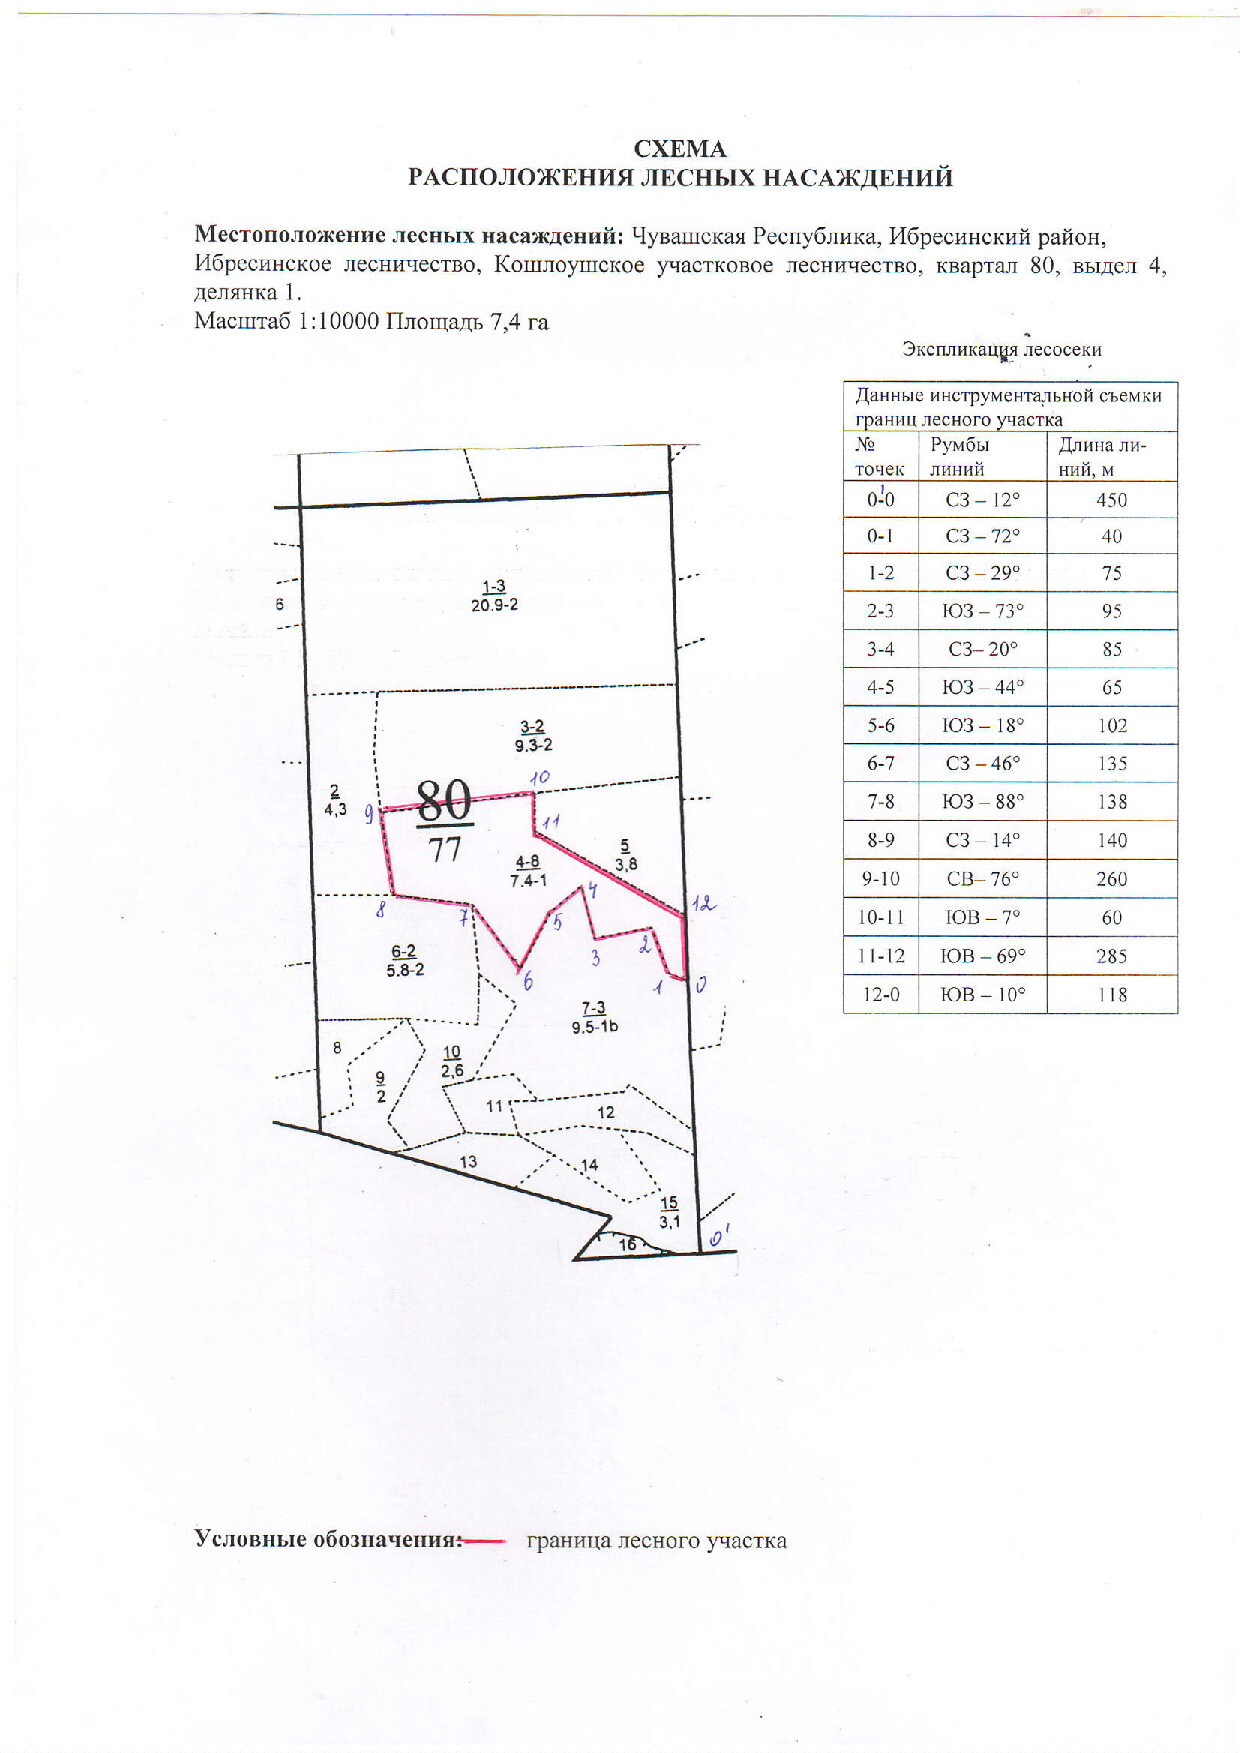 СХЕМА
РАСПОЛОЖЕНИЯ ЛЕСНЫХ НАСАЖДЕНИЙ
Местоположение лесных насаждений: Чувашская Республика, Ибресинский район,
Ибресинское лесничество, Кошлоушское участковое лесничество, квартал 80, выдел 4,
делянка 1.
Масштаб 1:10000 Площадь 7,4 га
Экспликация лесосеки
Данные инструментальной съемки
границ лесного участка
№ точек Румбы линий Длина ли-
ний, м
0'-0 СЗ – 12° 450
0-1 СЗ – 72° 40
1-2 СЗ – 29° 75
2-3 ЮЗ – 73° 95
3-4 СЗ– 20° 85
4-5 ЮЗ – 44° 65
5-6 ЮЗ – 18° 102
6-7 СЗ – 46° 135
7-8 ЮЗ – 88° 138
8-9 СЗ – 14° 140
9-10 СВ– 76° 260
10-11 ЮВ – 7° 60
11-12 ЮВ – 69° 285
12-0 ЮВ – 10° 118
6
1-3
20.9-2
3-2
9.3-2
2
4,3
9
80
77
10
11
5
3,8
4-8
7.4-1
4
12
8
7
5
2
3
6-2
5.8-2
6
1
0
7-3
9.5-1b
8
10
2,6
9
2
11
12
13
14
15
3,1
16
0'
Условные обозначения: граница лесного участка